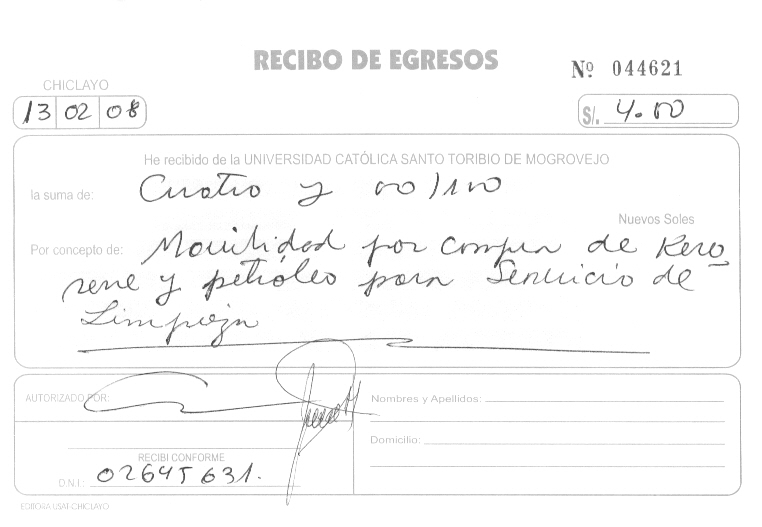 RECIBO DE EGRESOS
Nº 044621
CHICLAYO
13 02 08
S/. 4.00
He recibido de la UNIVERSIDAD CATÓLICA SANTO TORIBIO DE MOGROVEJO
la suma de: Cuatro y 00/100
Nuevos Soles
Por concepto de: Movilidad por compra de Kero
sene y petróleo para Servicio de
Limpieza
AUTORIZADO POR:
Nombres y Apellidos:
Domicilio:
RECIBI CONFORME
D.N.I: 02645631.
EDITORA USAT CHICLAYO